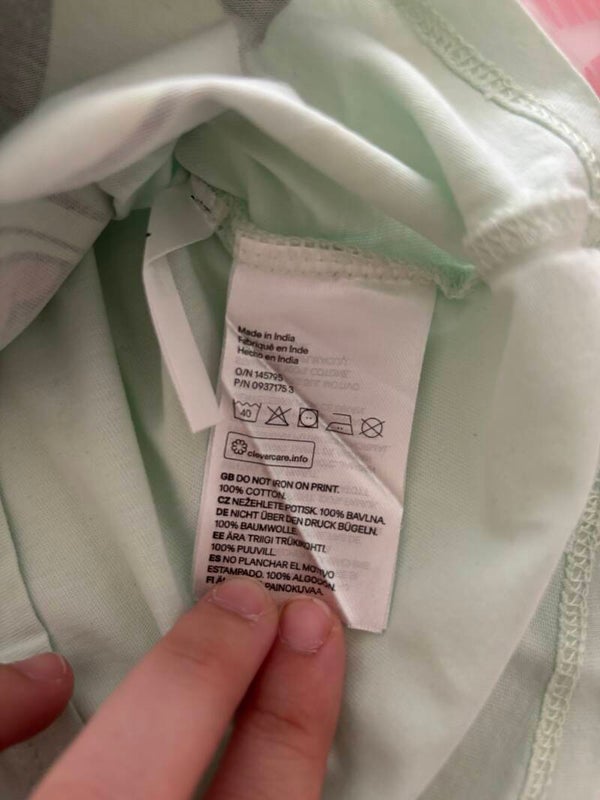 Made in India
Fabriqué en Inde
Hecho en India
O/N 145795
P/N 0937175 3
40
clevercare.info
GB DO NOT IRON ON PRINT.
100% COTTON.
CZ NEŽEHLETE POTISK. 100% BAVLNA.
DE NICHT ÜBER DEN DRUCK BÜGELN.
100% BAUMWOLLE.
EE ÄRA TRIIGI TRÜKIKOHTI.
100% PUUVILL.
ES NO PLANCHAR EL MOTIVO
ESTAMPADO. 100% ALGODÓN.
PAINOKUVAA.